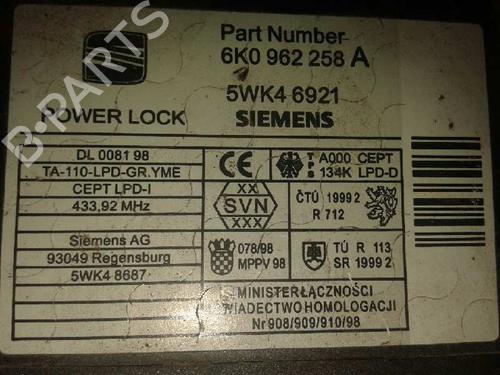 Part Number
6K0 962 258 A
5WK4 6921
POWER LOCK SIEMENS
DL 0081 98
TA-110-LPD-GR.YME
CEPT LPD-I
433,92 MHz
CE
A000 CEPT
134K LPD-D
XX
SVN
XXX
ČTÚ 1999 2
R 712
Siemens AG
93049 Regensburg
5WK4 8687
078/98
MPPV 98
TÚ R 113
SR 1999 2
MINISTER ŁĄCZNOŚCI
WIADECTWO HOMOLOGACJI
Nr 908/909/910/98
B-PARTS